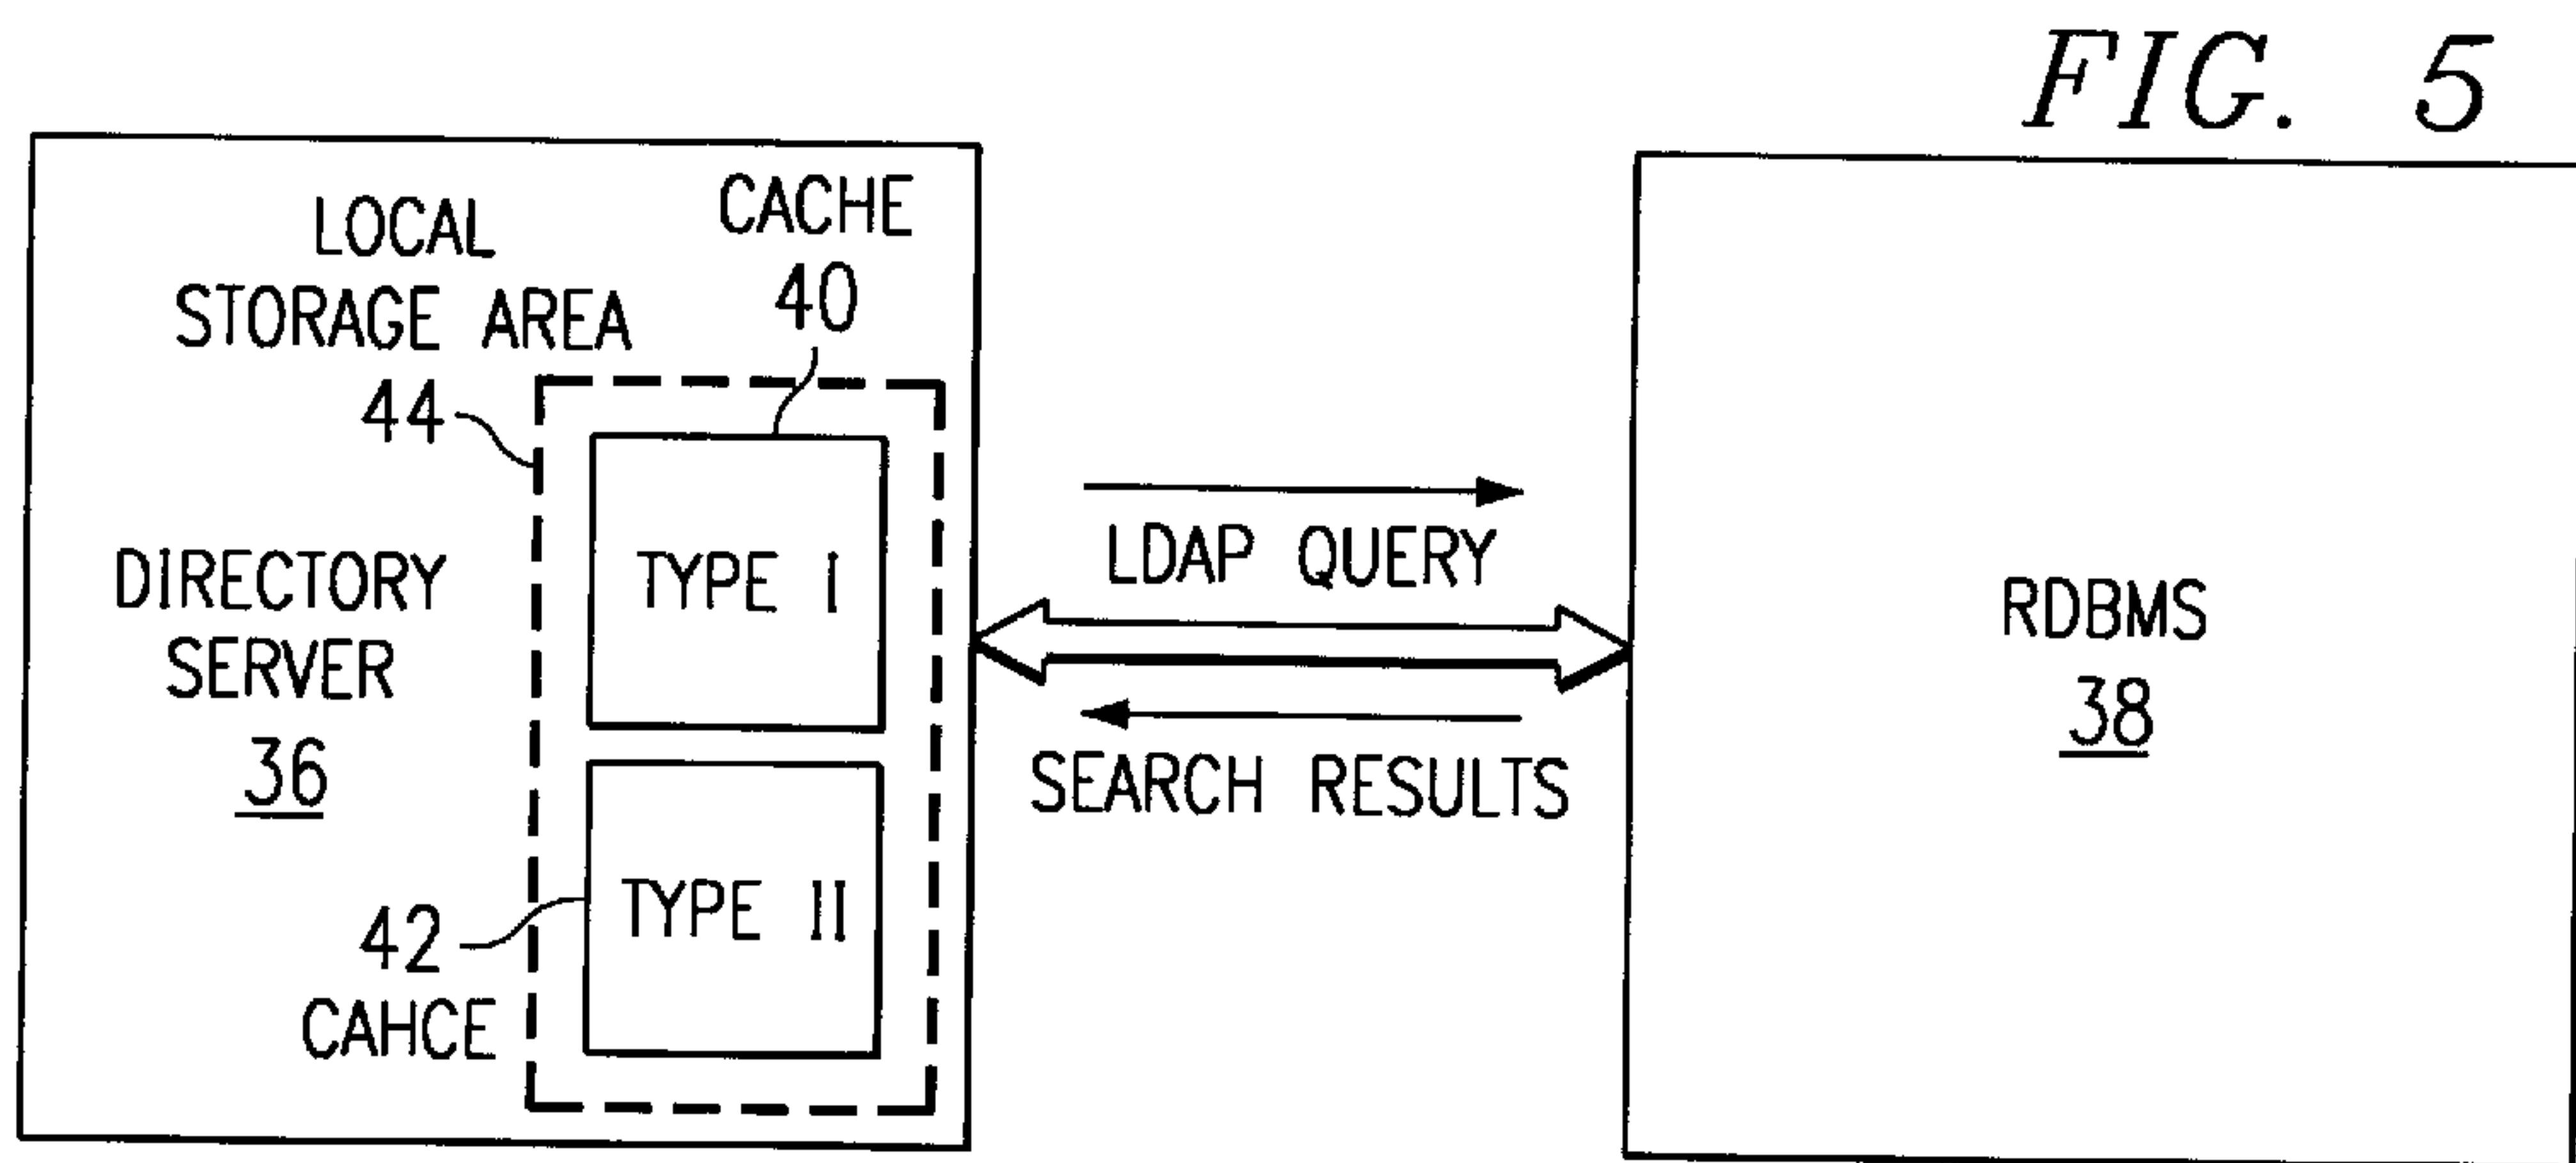 FIG. 5
LOCAL
STORAGE AREA
44
CACHE
40
TYPE I
DIRECTORY
SERVER
36
TYPE II
42
CAHCE
LDAP QUERY
SEARCH RESULTS
RDBMS
38